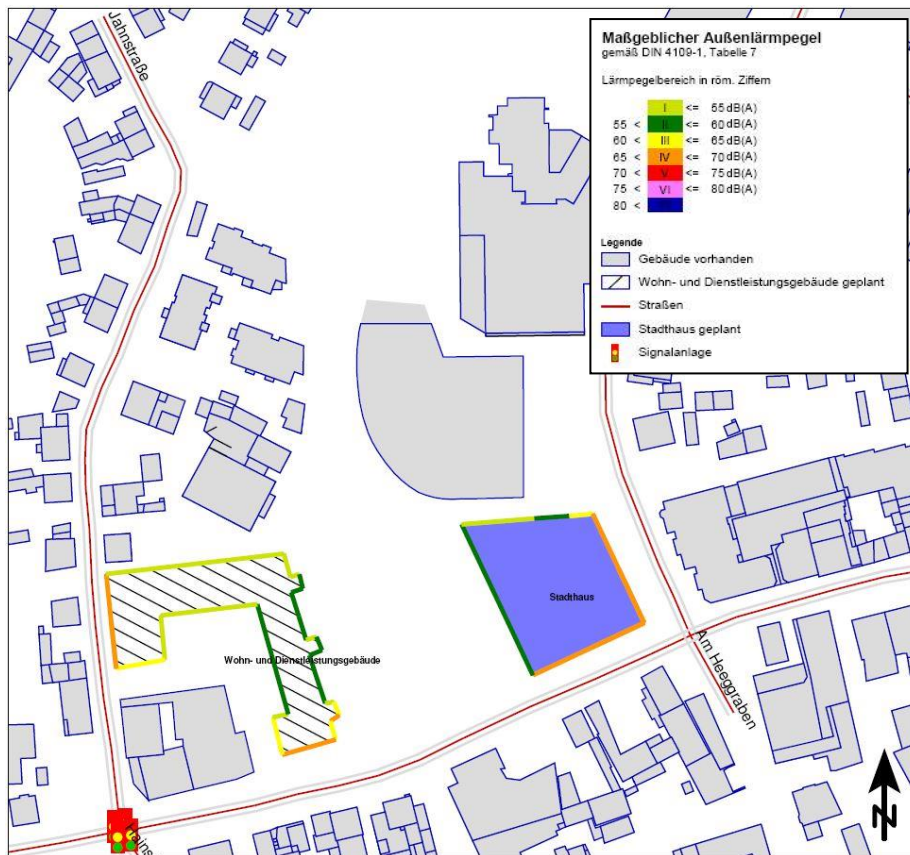 Jahnstraße
Maßgeblicher Außenlärmpegel
gemäß DIN 4109-1, Tabelle 7
Lärmpegelbereich in röm. Ziffern
I <= 55 dB(A)
55 < II <= 60 dB(A)
60 < III <= 65 dB(A)
65 < IV <= 70 dB(A)
70 < V <= 75 dB(A)
75 < VI <= 80 dB(A)
80 <
Legende
Gebäude vorhanden
Wohn- und Dienstleistungsgebäude geplant
Straßen
Stadthaus geplant
Signalanlage
Stadthaus
Wohn- und Dienstleistungsgebäude
Am Heeggraben
Hains
N